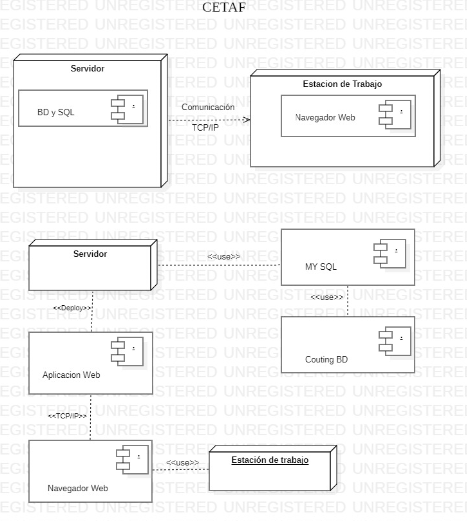 CETAF
Servidor
BD y SQL
Comunicación
TCP/IP
Estacion de Trabajo
Navegador Web
Servidor
<<use>>
MY SQL
<<use>>
Couting BD
<<Deploy>>
Aplicacion Web
<<TCP/IP>>
Navegador Web
<<use>>
Estación de trabajo
UNREGISTERED